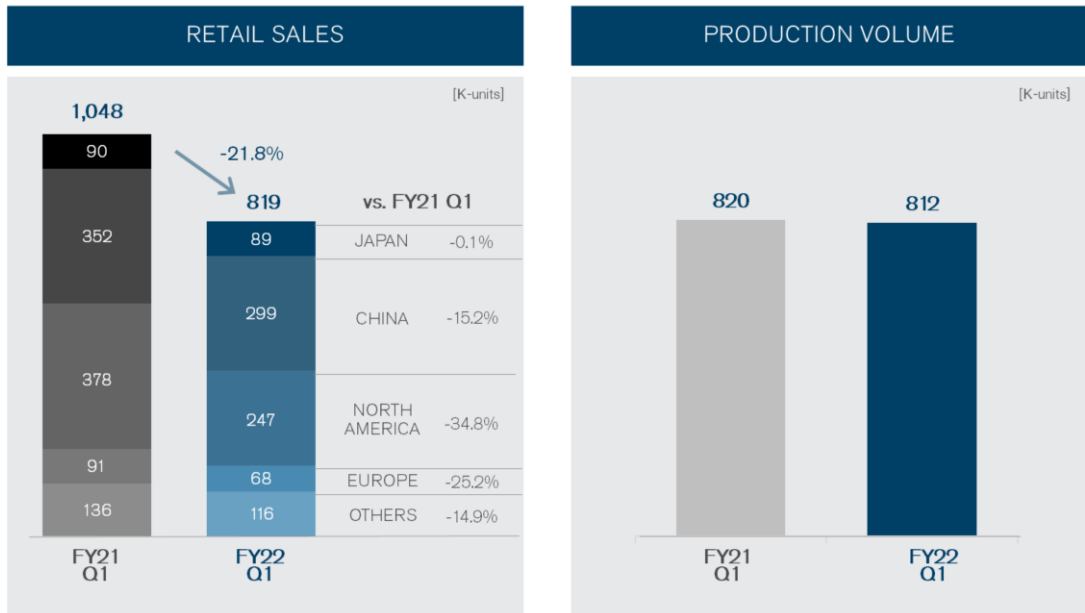 RETAIL SALES
[K-units]
1,048
90
-21.8%
819
vs. FY21 Q1
352
89
JAPAN -0.1%
299
CHINA -15.2%
378
247
NORTH
AMERICA -34.8%
91
68
EUROPE -25.2%
136
116
OTHERS -14.9%
FY21
Q1
FY22
Q1
PRODUCTION VOLUME
[K-units]
820
812
FY21
Q1
FY22
Q1